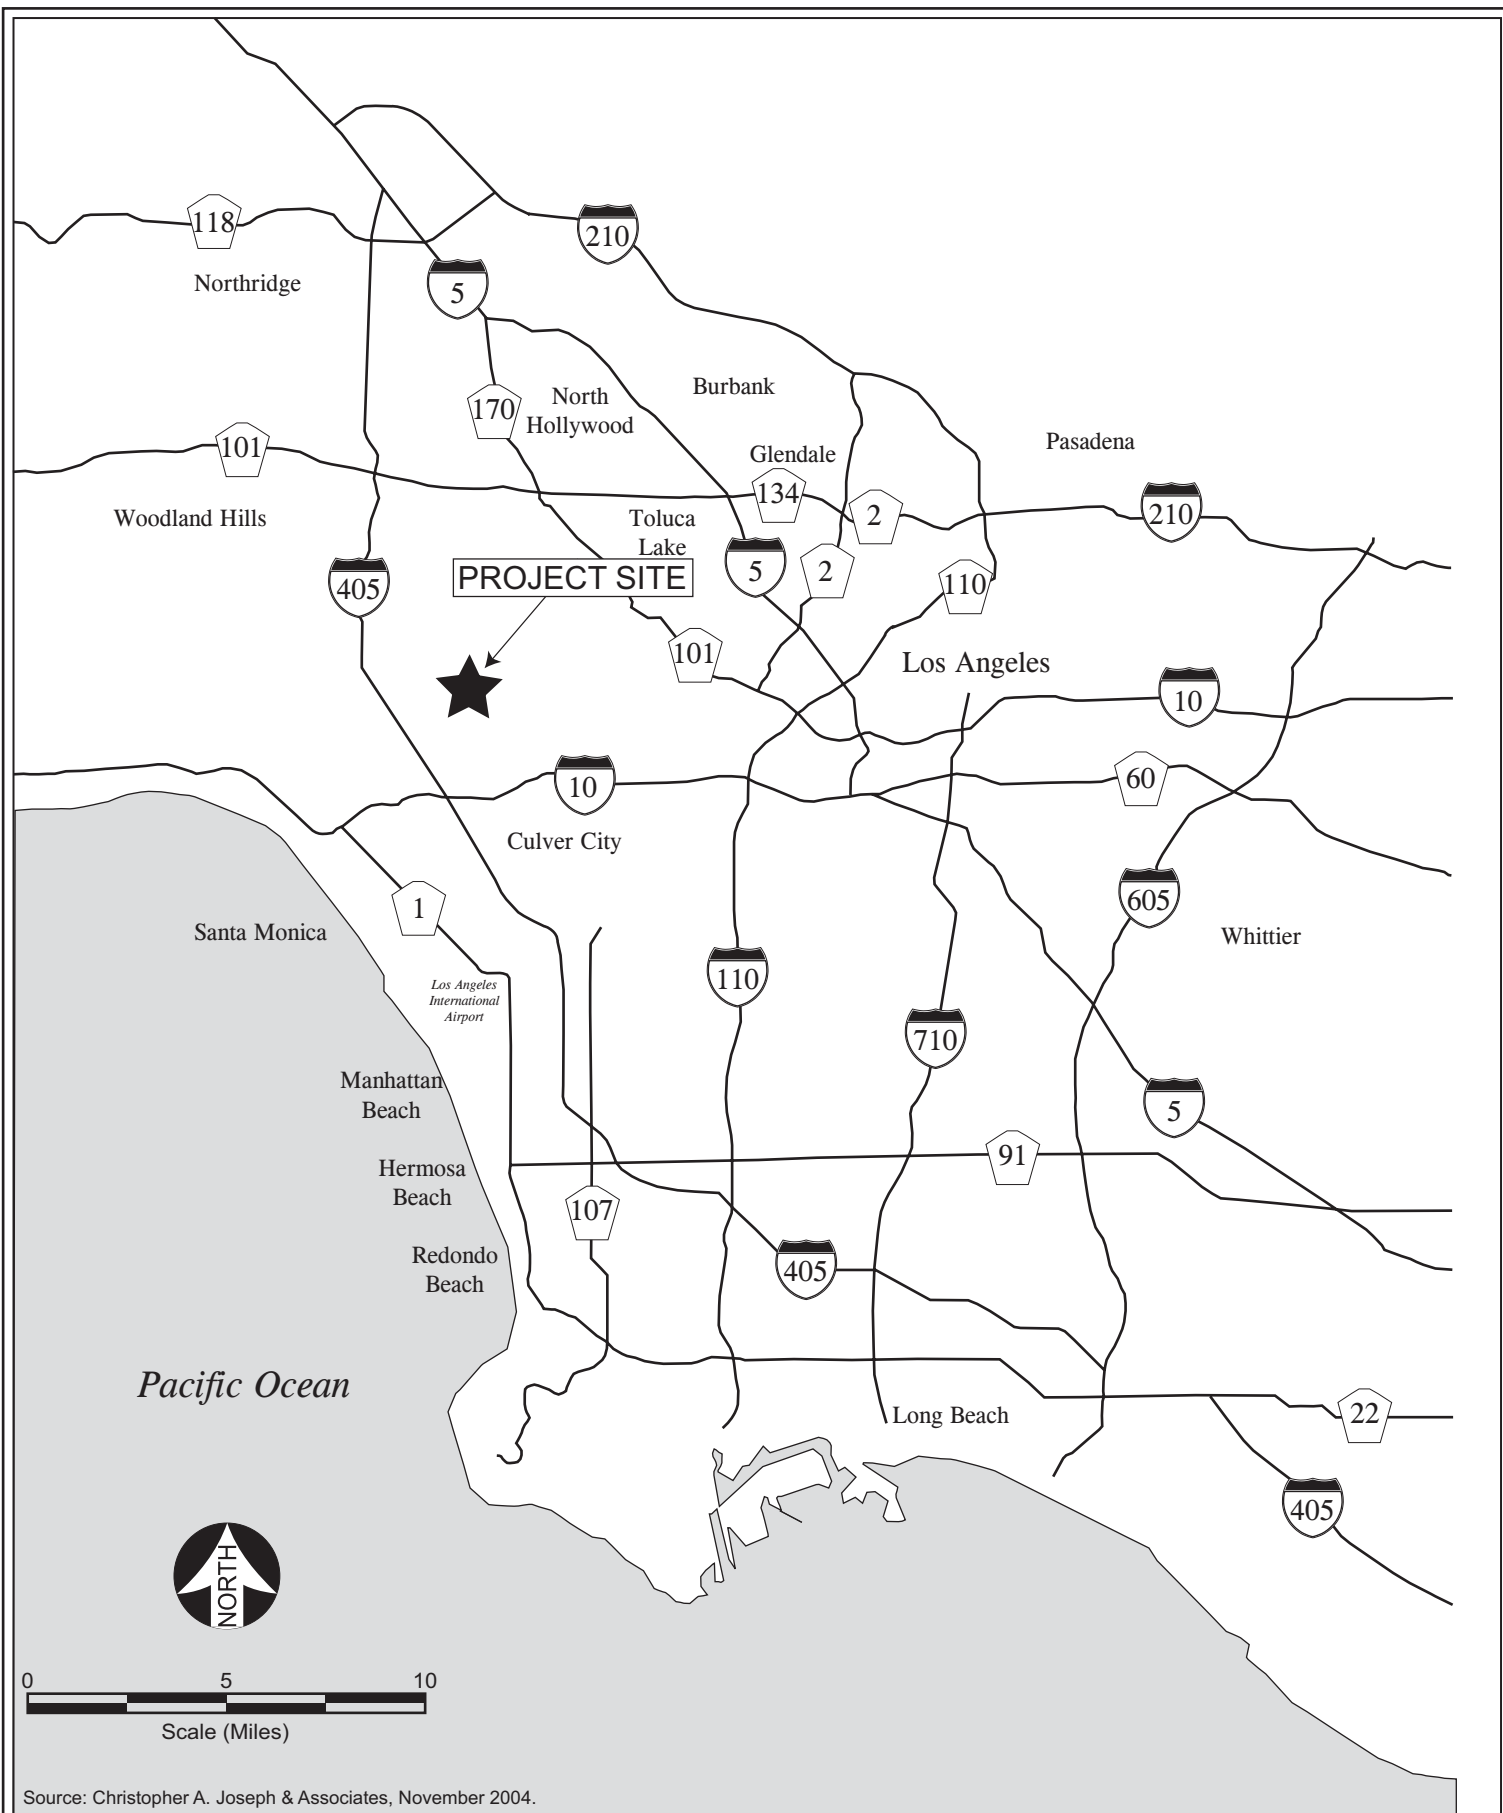 118
210
Northridge
5
Burbank
170
North
Hollywood
101
Pasadena
Glendale
134
2
210
Woodland Hills
Toluca
Lake
405
PROJECT SITE
5
2
110
101
Los Angeles
10
10
60
Culver City
1
605
Santa Monica
Whittier
110
Los Angeles
International
Airport
710
Manhattan
Beach
5
91
Hermosa
Beach
107
Redondo
Beach
405
Pacific Ocean
Long Beach
22
405
NORTH
0 5 10
Scale (Miles)
Source: Christopher A. Joseph & Associates, November 2004.